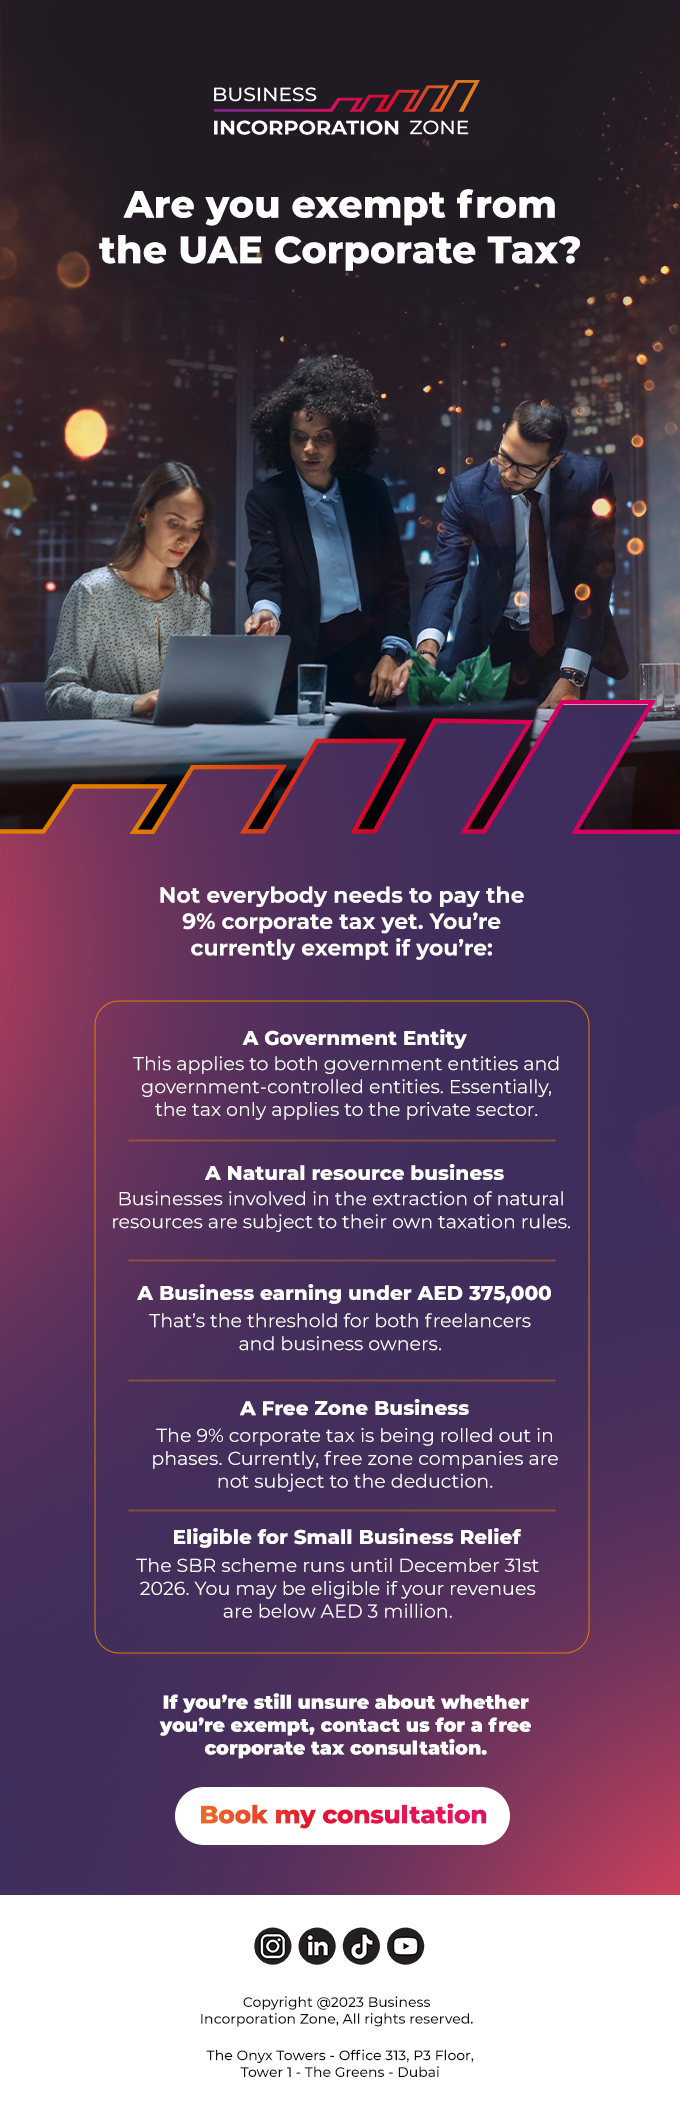 BUSINESS
INCORPORATION ZONE
Are you exempt from
the UAE Corporate Tax?
Not everybody needs to pay the
9% corporate tax yet. You’re
currently exempt if you’re:
A Government Entity
This applies to both government entities and
government-controlled entities. Essentially,
the tax only applies to the private sector.
A Natural resource business
Businesses involved in the extraction of natural
resources are subject to their own taxation rules.
A Business earning under AED 375,000
That’s the threshold for both freelancers
and business owners.
A Free Zone Business
The 9% corporate tax is being rolled out in
phases. Currently, free zone companies are
not subject to the deduction.
Eligible for Small Business Relief
The SBR scheme runs until December 31st
2026. You may be eligible if your revenues
are below AED 3 million.
If you’re still unsure about whether
you’re exempt, contact us for a free
corporate tax consultation.
Book my consultation
in
Copyright @2023 Business
Incorporation Zone, All rights reserved.
The Onyx Towers - Office 313, P3 Floor,
Tower 1 - The Greens - Dubai